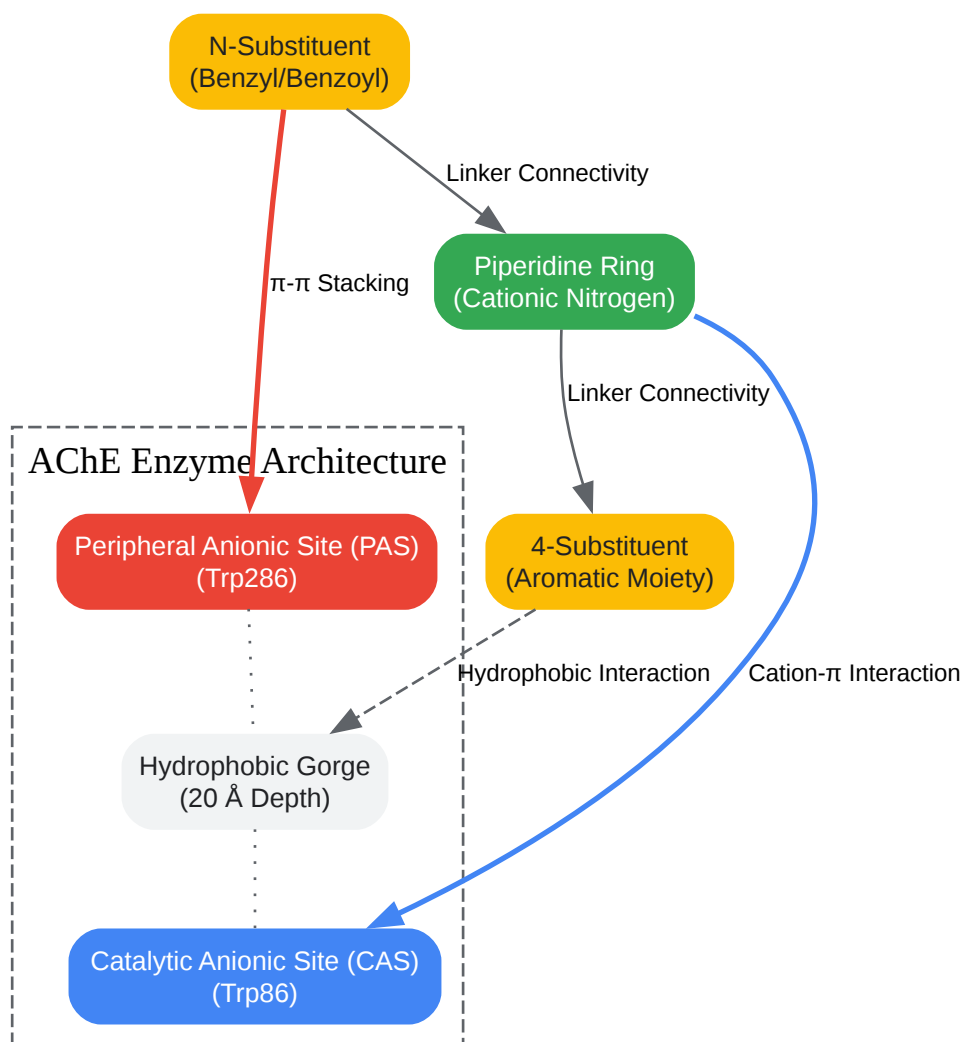 N-Substituent
(Benzyl/Benzoyl)
Linker Connectivity
Piperidine Ring
(Cationic Nitrogen)
π-π Stacking
Linker Connectivity
AChE Enzyme Architecture
Peripheral Anionic Site (PAS)
(Trp286)
4-Substituent
(Aromatic Moiety)
Hydrophobic Interaction
Cation-π Interaction
Hydrophobic Gorge
(20 Å Depth)
Catalytic Anionic Site (CAS)
(Trp86)